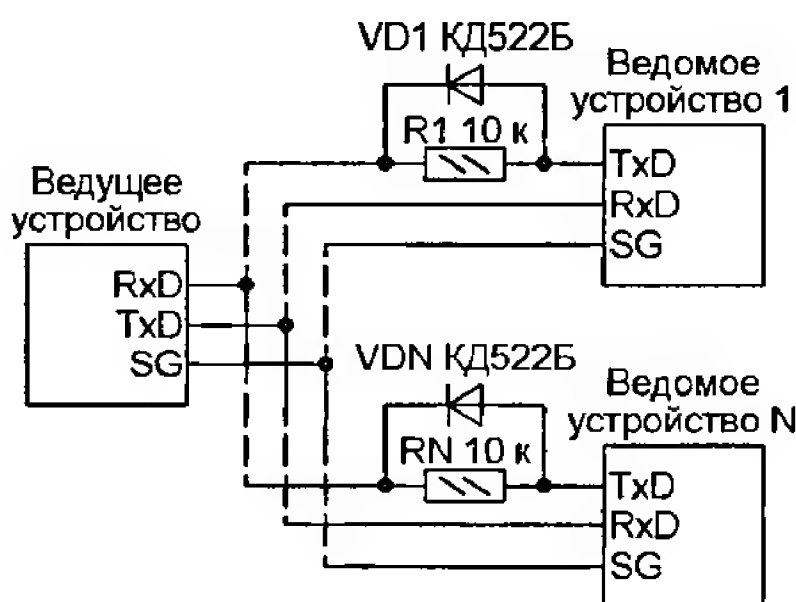 VD1 КД522Б
Ведомое
устройство 1
R1 10 к
TxD
RxD
SG
Ведущее
устройство
RxD
TxD
SG
VDN КД522Б
Ведомое
устройство N
RN 10 к
TxD
RxD
SG